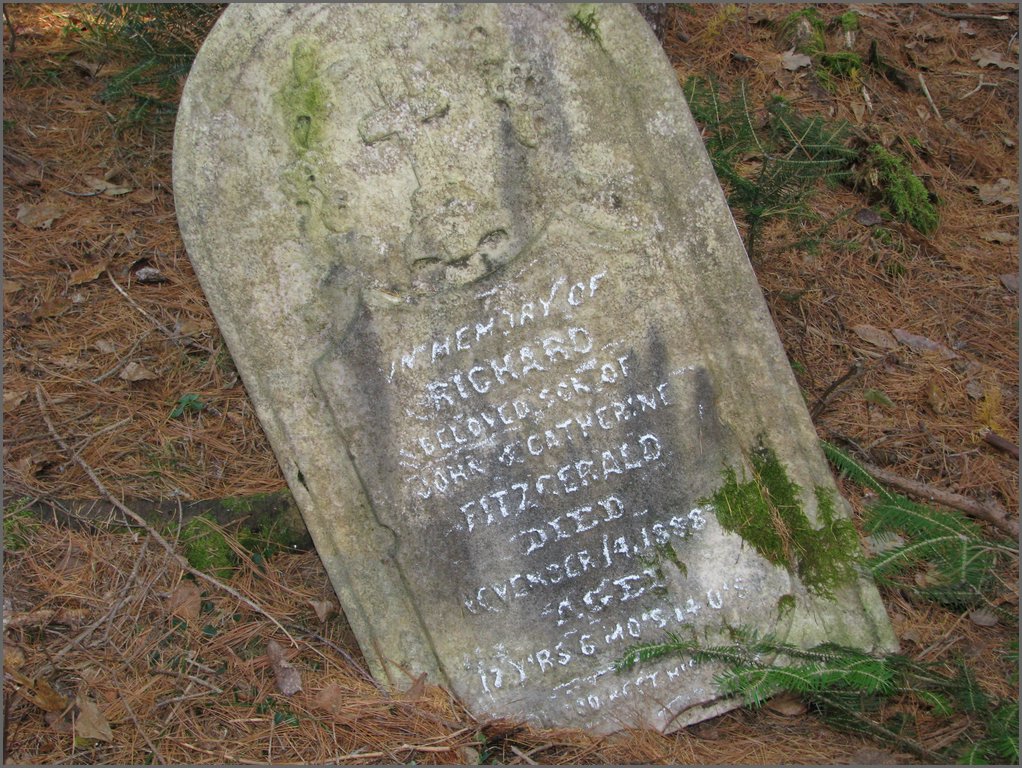 IN MEMORY OF
RICHARD
BELOVED SON OF
JOHN & CATHERINE
FITZGERALD
DIED
NOVEMBER 14, 1888
AGED
17 Y'RS 6 MO'S 14 D'S